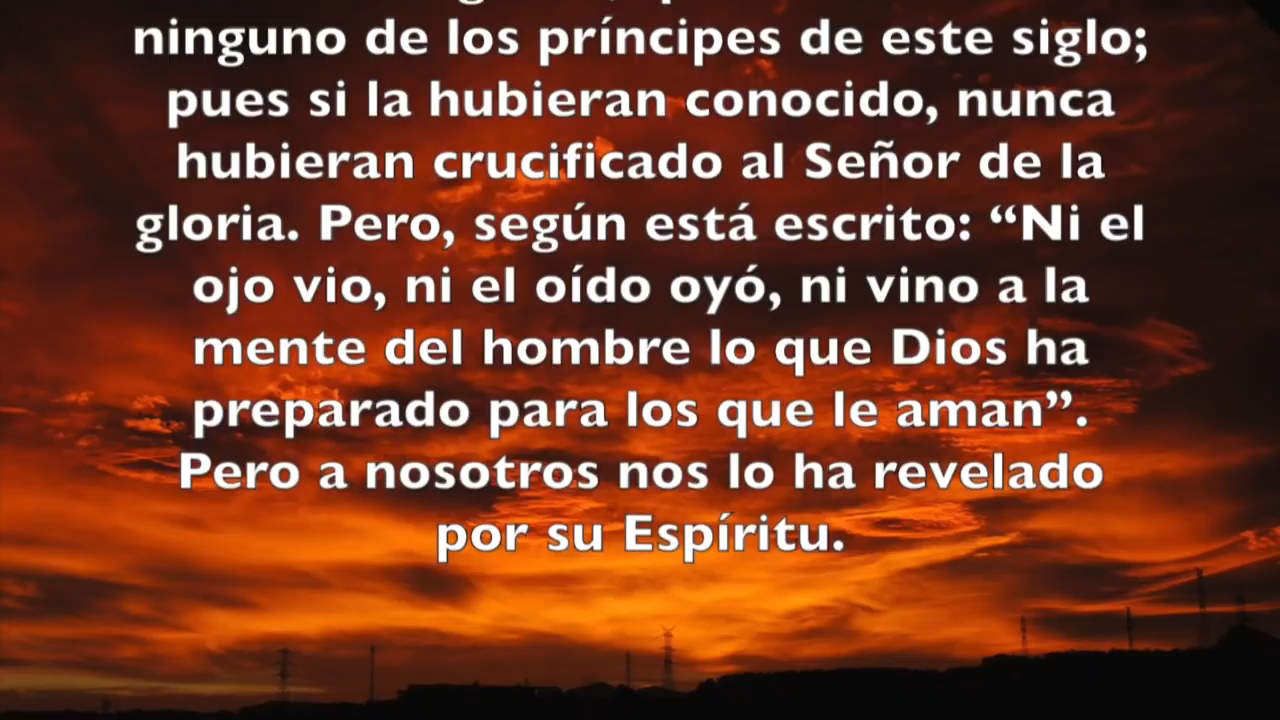 ninguno de los príncipes de este siglo;
pues si la hubieran conocido, nunca
hubieran crucificado al Señor de la
gloria. Pero, según está escrito: “Ni el
ojo vio, ni el oído oyó, ni vino a la
mente del hombre lo que Dios ha
preparado para los que le aman”.
Pero a nosotros nos lo ha revelado
por su Espíritu.